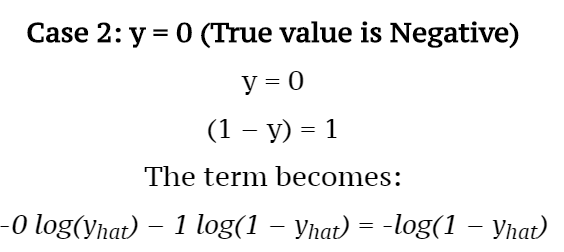 Case 2: y = 0 (True value is Negative)
y = 0
(1 – y) = 1
The term becomes:
-0 log(yhat) – 1 log(1 – yhat) = -log(1 – yhat)